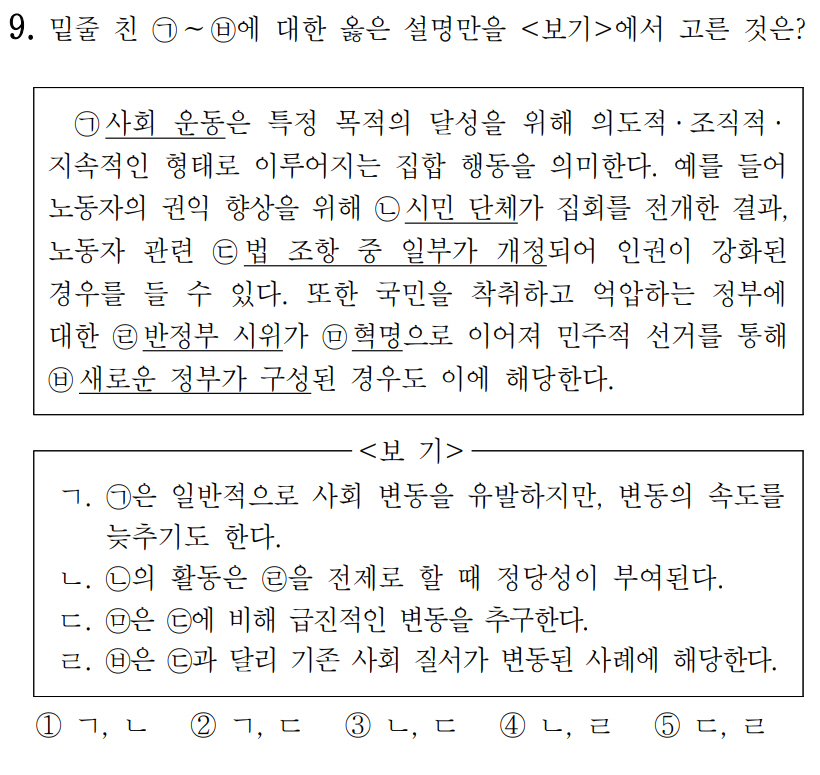 9. 밑줄 친 ㉠~㉥에 대한 옳은 설명만을 <보기>에서 고른 것은?
㉠사회 운동은 특정 목적의 달성을 위해 의도적·조직적·
지속적인 형태로 이루어지는 집합 행동을 의미한다. 예를 들어
노동자의 권익 향상을 위해 ㉡시민 단체가 집회를 전개한 결과,
노동자 관련 ㉢법 조항 중 일부가 개정되어 인권이 강화된
경우를 들 수 있다. 또한 국민을 착취하고 억압하는 정부에
대한 ㉣반정부 시위가 ㉤혁명으로 이어져 민주적 선거를 통해
㉥새로운 정부가 구성된 경우도 이에 해당한다.
<보 기>
ㄱ. ㉠은 일반적으로 사회 변동을 유발하지만, 변동의 속도를
늦추기도 한다.
ㄴ. ㉡의 활동은 ㉣을 전제로 할 때 정당성이 부여된다.
ㄷ. ㉤은 ㉢에 비해 급진적인 변동을 추구한다.
ㄹ. ㉥은 ㉢과 달리 기존 사회 질서가 변동된 사례에 해당한다.
① ㄱ, ㄴ ② ㄱ, ㄷ ③ ㄴ, ㄷ ④ ㄴ, ㄹ ⑤ ㄷ, ㄹ